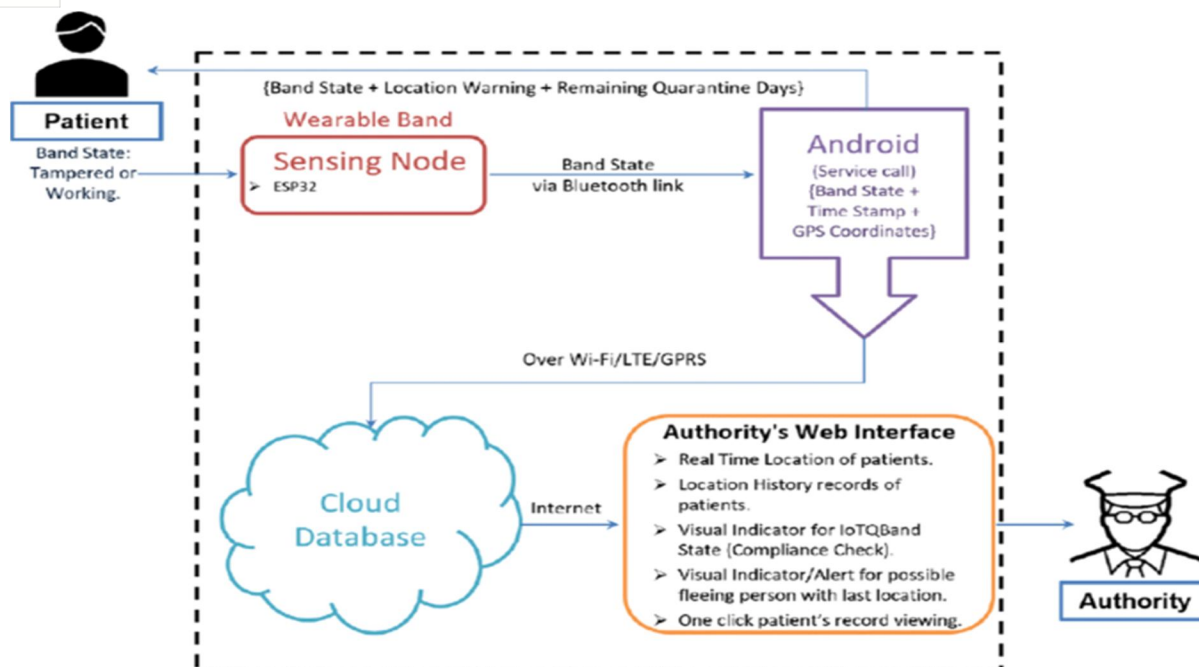 {Band State + Location Warning + Remaining Quarantine Days}
Patient
Band State:
Tampered or
Working.
Wearable Band
Sensing Node
➢ ESP32
Band State
via Bluetooth link
Android
(Service call)
{Band State +
Time Stamp +
GPS Coordinates}
Over Wi-Fi/LTE/GPRS
Cloud
Database
Internet
Authority's Web Interface
➢ Real Time Location of patients.
➢ Location History records of
patients.
➢ Visual Indicator for IoTQBand
State (Compliance Check).
➢ Visual Indicator/Alert for possible
fleeing person with last location.
➢ One click patient's record viewing.
Authority